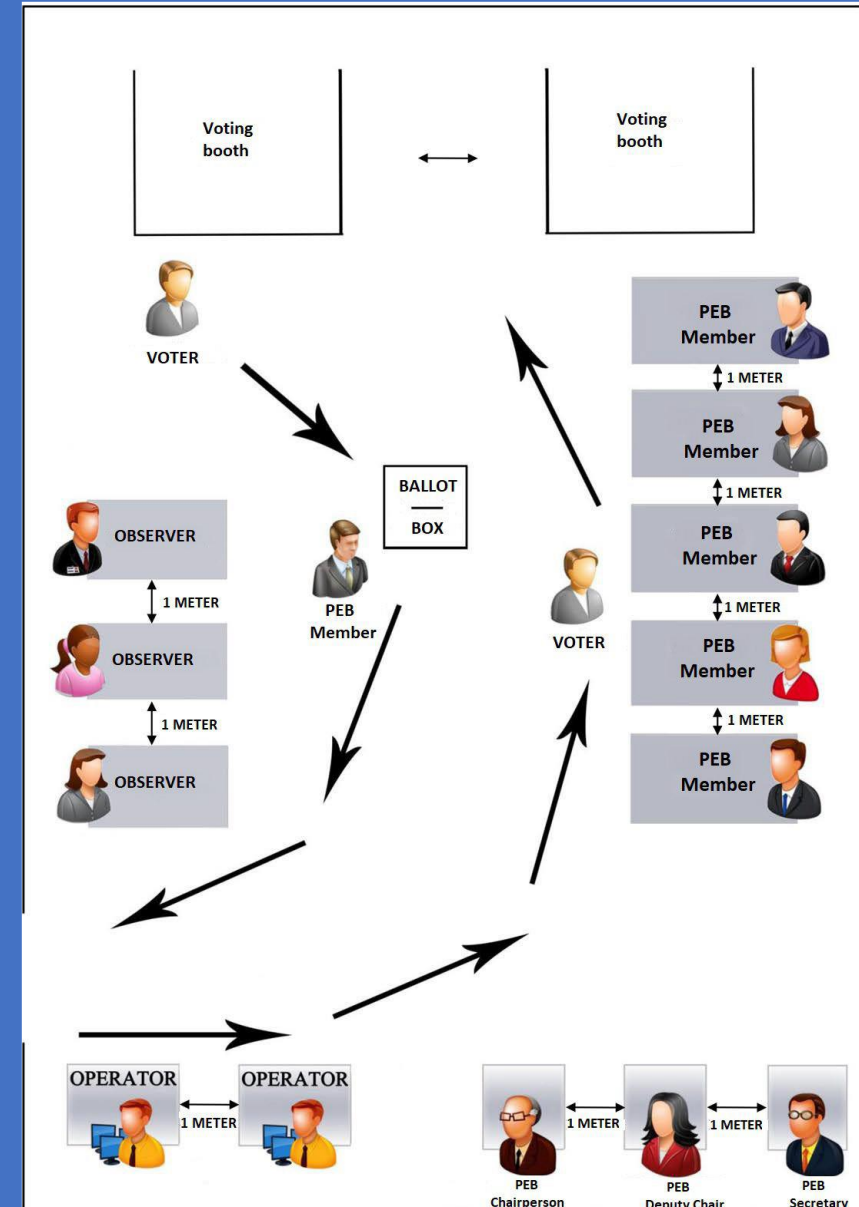 Voting
booth
Voting
booth
VOTER
PEB
Member
1 METER
PEB
Member
1 METER
PEB
Member
1 METER
PEB
Member
1 METER
PEB
Member
BALLOT
BOX
PEB
Member
VOTER
OBSERVER
1 METER
OBSERVER
1 METER
OBSERVER
OPERATOR
1 METER
OPERATOR
1 METER
1 METER
PEB
Chairperson
PEB
Deputy Chair
PEB
Secretary